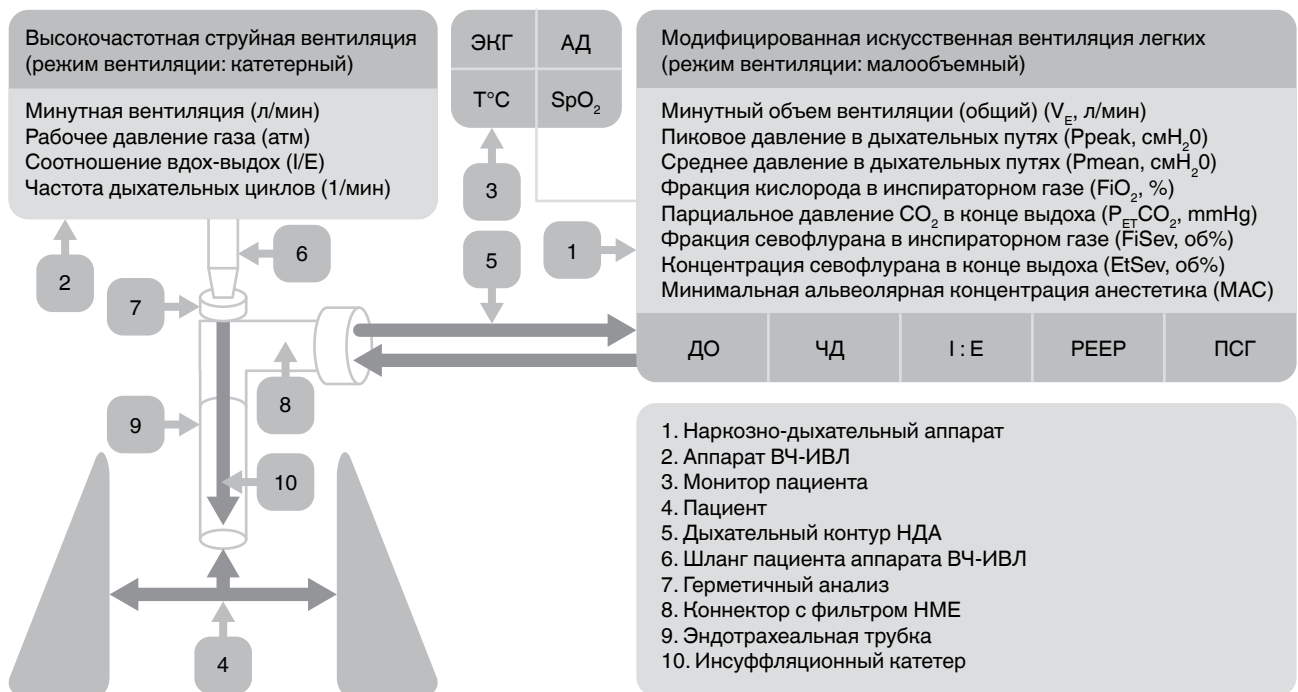 Высокочастотная струйная вентиляция
(режим вентиляции: катетерный)
Минутная вентиляция (л/мин)
Рабочее давление газа (атм)
Соотношение вдох-выдох (I/E)
Частота дыхательных циклов (1/мин)
ЭКГ
АД
T°C
SpO₂
Модифицированная искусственная вентиляция легких
(режим вентиляции: малообъемный)
Минутный объем вентиляции (общий) (V_E, л/мин)
Пиковое давление в дыхательных путях (Ppeak, смH₂0)
Среднее давление в дыхательных путях (Pmean, смH₂0)
Фракция кислорода в инспираторном газе (FiO₂, %)
Парциальное давление CO₂ в конце выдоха (P_ETCO₂, mmHg)
Фракция севофлурана в инспираторном газе (FiSev, об%)
Концентрация севофлурана в конце выдоха (EtSev, об%)
Минимальная альвеолярная концентрация анестетика (MAC)
ДО
ЧД
I : E
PEEP
ПСГ
3
1
5
6
2
7
8
9
10
4
1. Наркозно-дыхательный аппарат
2. Аппарат ВЧ-ИВЛ
3. Монитор пациента
4. Пациент
5. Дыхательный контур НДА
6. Шланг пациента аппарата ВЧ-ИВЛ
7. Герметичный анализ
8. Коннектор с фильтром HME
9. Эндотрахеальная трубка
10. Инсуффляционный катетер